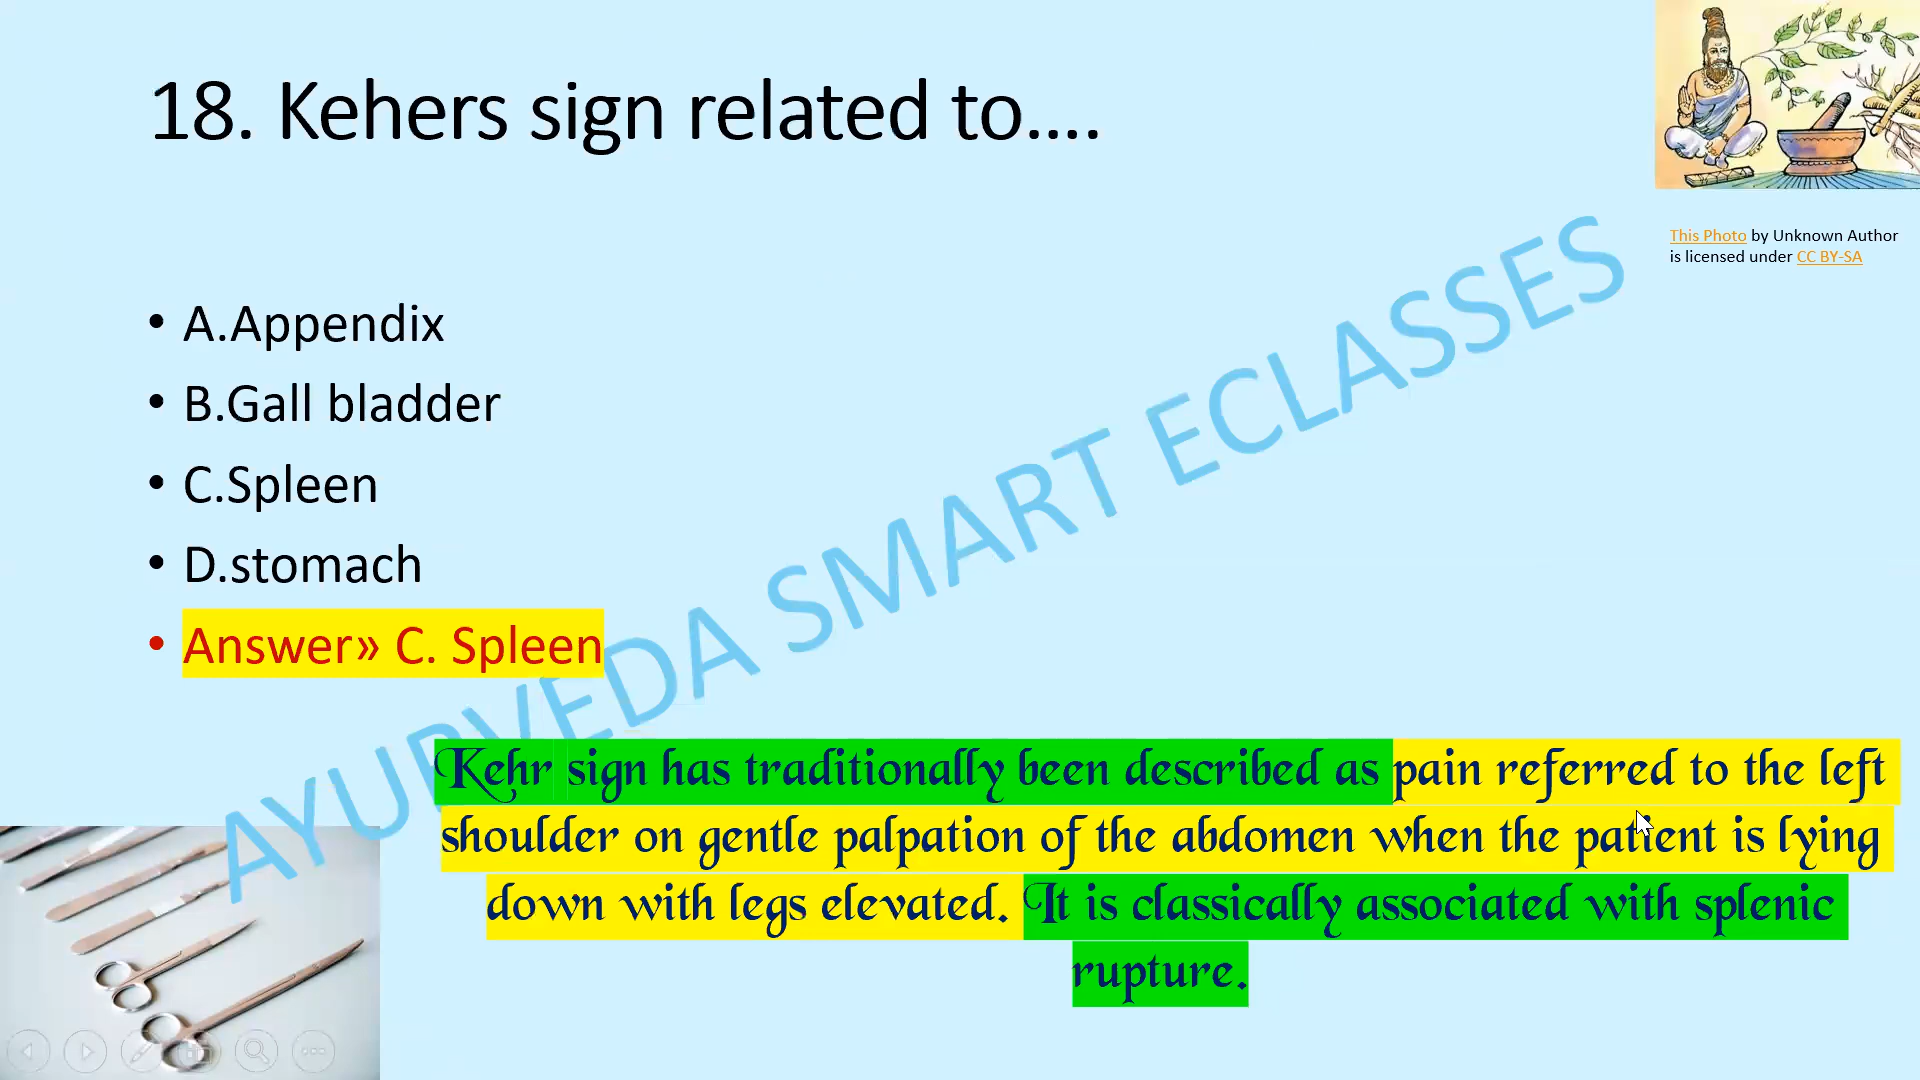 18. Kehers sign related to....
This Photo by Unknown Author
is licensed under CC BY-SA
• A.Appendix
• B.Gall bladder
• C.Spleen
• D.stomach
• Answer» C. Spleen
AYURVEDA SMART ECLASSES
Kehr sign has traditionally been described as pain referred to the left
shoulder on gentle palpation of the abdomen when the patient is lying
down with legs elevated. It is classically associated with splenic
rupture.